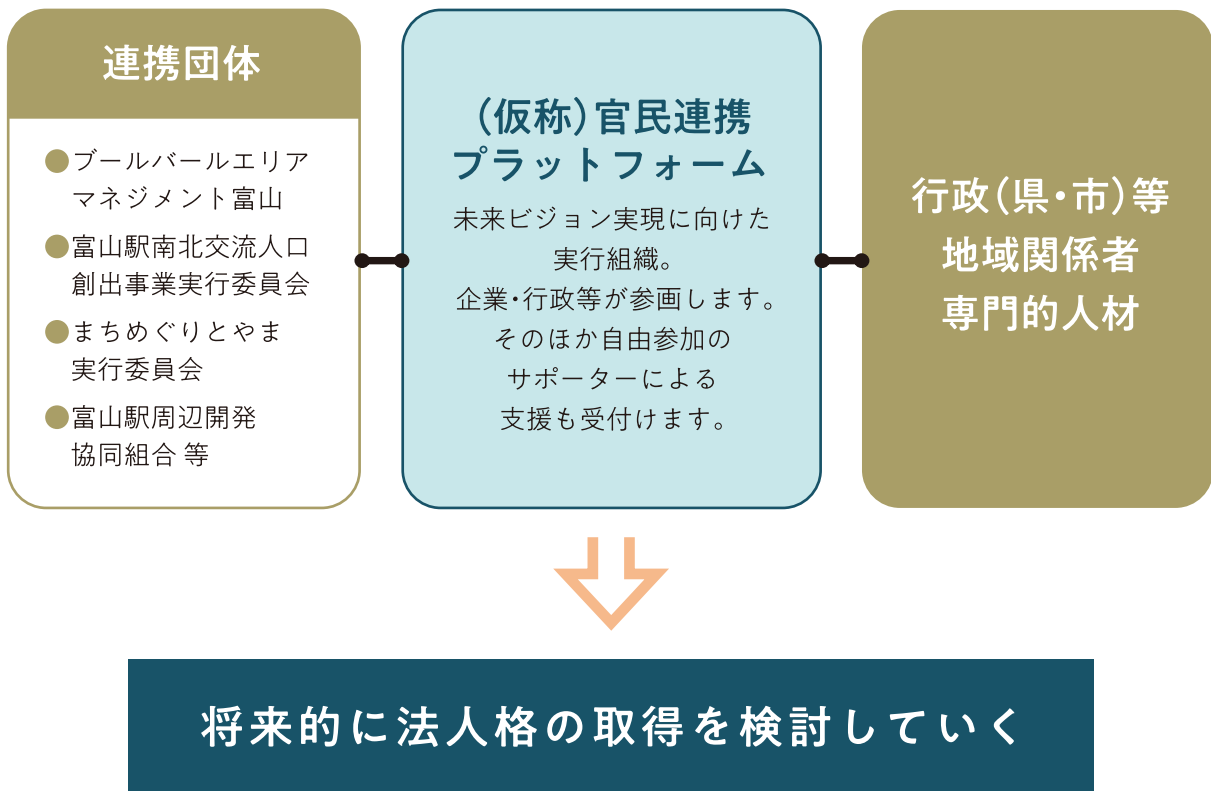 連携団体
●ブールバールエリア
マネジメント富山
●富山駅南北交流人口
創出事業実行委員会
●まちめぐりとやま
実行委員会
●富山駅周辺開発
協同組合 等
(仮称)官民連携
プラットフォーム
未来ビジョン実現に向けた
実行組織。
企業・行政等が参画します。
そのほか自由参加の
サポーターによる
支援も受付けます。
行政(県・市)等
地域関係者
専門的人材
将来的に法人格の取得を検討していく